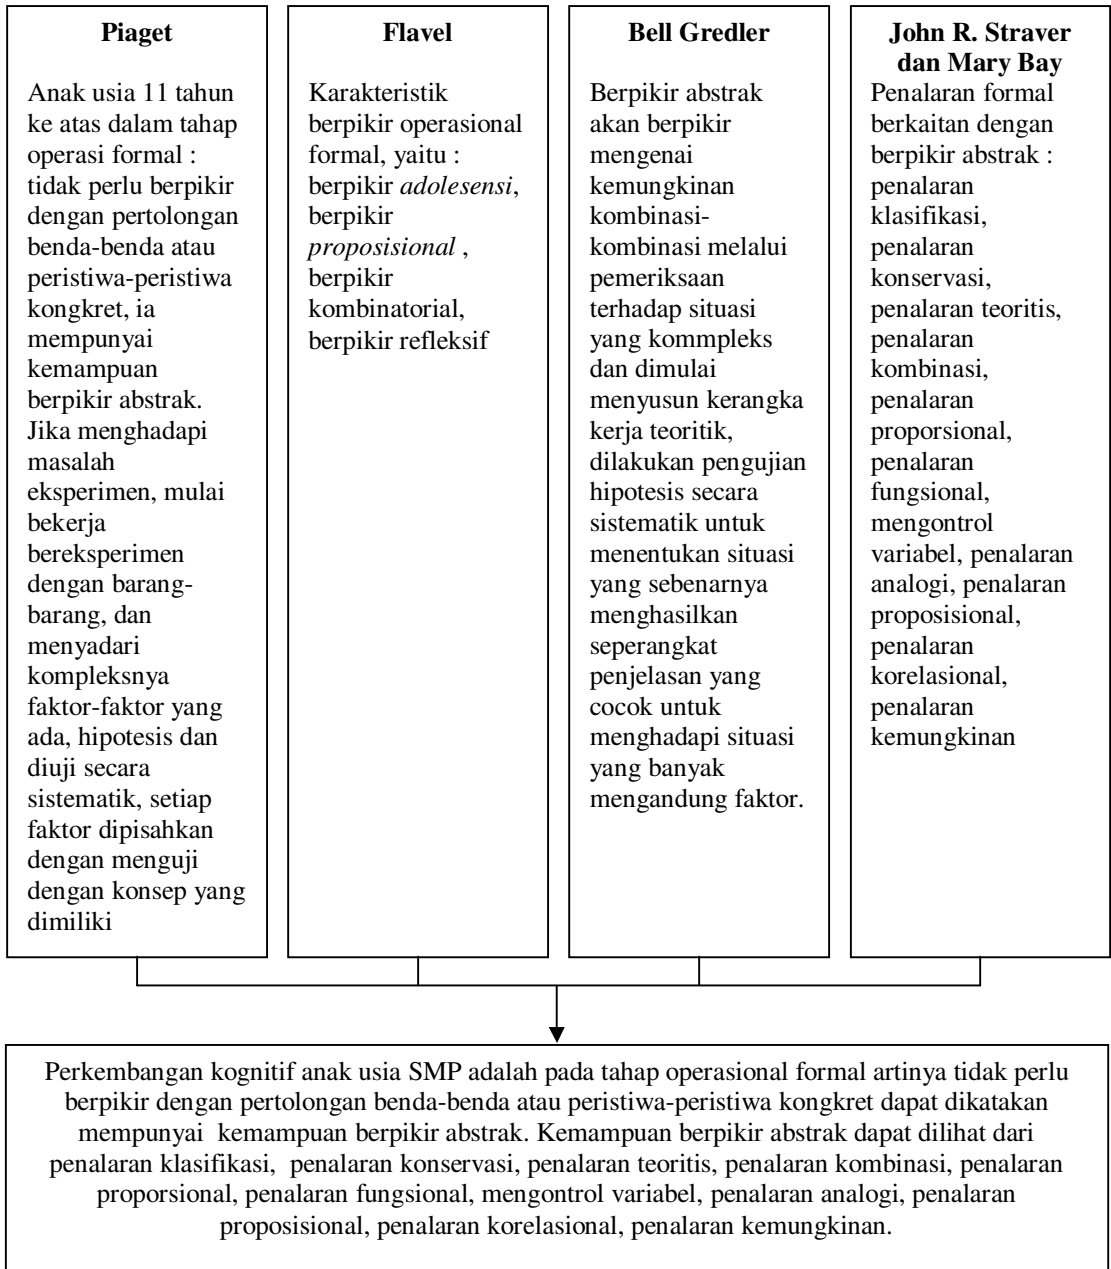 Piaget
Anak usia 11 tahun
ke atas dalam tahap
operasi formal :
tidak perlu berpikir
dengan pertolongan
benda-benda atau
peristiwa-peristiwa
kongkret, ia
mempunyai
kemampuan
berpikir abstrak.
Jika menghadapi
masalah
eksperimen, mulai
bekerja
bereksperimen
dengan barang-
barang, dan
menyadari
kompleksnya
faktor-faktor yang
ada, hipotesis dan
diuji secara
sistematik, setiap
faktor dipisahkan
dengan menguji
dengan konsep yang
dimiliki
Flavel
Karakteristik
berpikir operasional
formal, yaitu :
berpikir adolesensi,
berpikir
proposisional ,
berpikir
kombinatorial,
berpikir refleksif
Bell Gredler
Berpikir abstrak
akan berpikir
mengenai
kemungkinan
kombinasi-
kombinasi melalui
pemeriksaan
terhadap situasi
yang kommpleks
dan dimulai
menyusun kerangka
kerja teoritik,
dilakukan pengujian
hipotesis secara
sistematik untuk
menentukan situasi
yang sebenarnya
menghasilkan
seperangkat
penjelasan yang
cocok untuk
menghadapi situasi
yang banyak
mengandung faktor.
John R. Straver
dan Mary Bay
Penalaran formal
berkaitan dengan
berpikir abstrak :
penalaran
klasifikasi,
penalaran
konservasi,
penalaran teoritis,
penalaran
kombinasi,
penalaran
proporsional,
penalaran
fungsional,
mengontrol
variabel, penalaran
analogi, penalaran
proposisional,
penalaran
korelasional,
penalaran
kemungkinan
Perkembangan kognitif anak usia SMP adalah pada tahap operasional formal artinya tidak perlu
berpikir dengan pertolongan benda-benda atau peristiwa-peristiwa kongkret dapat dikatakan
mempunyai kemampuan berpikir abstrak. Kemampuan berpikir abstrak dapat dilihat dari
penalaran klasifikasi, penalaran konservasi, penalaran teoritis, penalaran kombinasi, penalaran
proporsional, penalaran fungsional, mengontrol variabel, penalaran analogi, penalaran
proposisional, penalaran korelasional, penalaran kemungkinan.